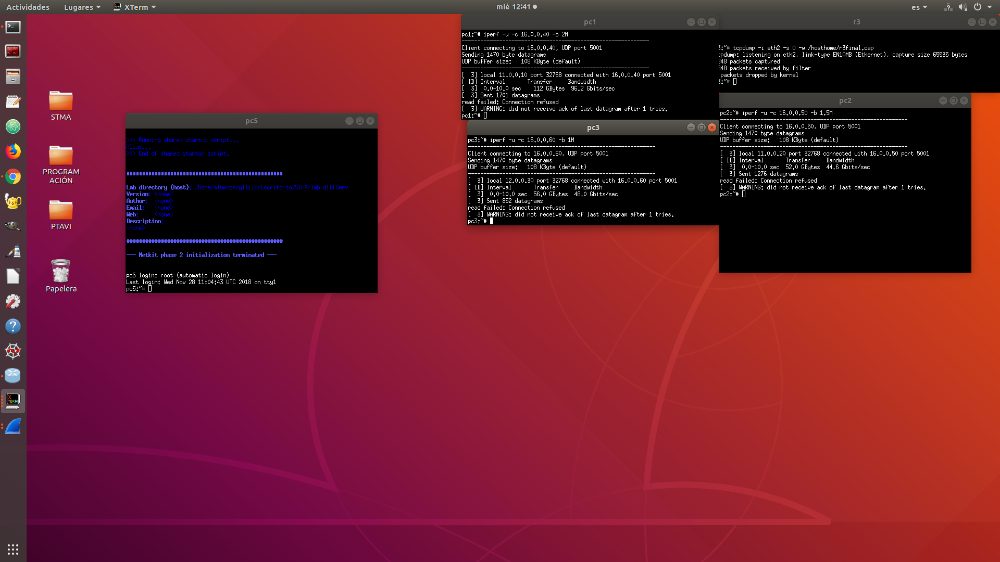 Actividades
Lugares
XTerm
mié 12:41
es
STMA
PROGRAM
ACIÓN
PTAVI
Papelera
pc5
>>> Running shared startup script...
Alias...
>>> End of shared startup script.
##################################################
Lab directory (host): /home/alumnos/ylillo/Escritorio/STMA/lab-diffServ
Version: <none>
Author: <none>
Email: <none>
Web: <none>
Description:
<none>
##################################################
--- Netkit phase 2 initialization terminated ---
pc5 login: root (automatic login)
Last login: Wed Nov 28 11:04:43 UTC 2018 on tty1
pc5:~#
pc1
pc1:~# iperf -u -c 16.0.0.40 -b 2M
------------------------------------------------------------
Client connecting to 16.0.0.40, UDP port 5001
Sending 1470 byte datagrams
UDP buffer size:   108 KByte (default)
------------------------------------------------------------
[  3] local 11.0.0.10 port 32768 connected with 16.0.0.40 port 5001
[ ID] Interval       Transfer     Bandwidth
[  3]  0.0-10.0 sec    112 GBytes  96.2 Gbits/sec
[  3] Sent 1701 datagrams
read failed: Connection refused
[  3] WARNING: did not receive ack of last datagram after 1 tries.
pc1:~#
pc3
pc3:~# iperf -u -c 16.0.0.60 -b 1M
------------------------------------------------------------
Client connecting to 16.0.0.60, UDP port 5001
Sending 1470 byte datagrams
UDP buffer size:   108 KByte (default)
------------------------------------------------------------
[  3] local 12.0.0.30 port 32768 connected with 16.0.0.60 port 5001
[ ID] Interval       Transfer     Bandwidth
[  3]  0.0-10.0 sec  56.0 GBytes  48.0 Gbits/sec
[  3] Sent 852 datagrams
read failed: Connection refused
[  3] WARNING: did not receive ack of last datagram after 1 tries.
pc3:~#
r3
:~# tcpdump -i eth2 -s 0 -w /hosthome/r3final.cap
cpdump: listening on eth2, link-type EN10MB (Ethernet), capture size 65535 bytes
48 packets captured
48 packets received by filter
packets dropped by kernel
:~#
pc2
pc2:~# iperf -u -c 16.0.0.50 -b 1.5M
------------------------------------------------------------
Client connecting to 16.0.0.50, UDP port 5001
Sending 1470 byte datagrams
UDP buffer size:   108 KByte (default)
------------------------------------------------------------
[  3] local 11.0.0.20 port 32768 connected with 16.0.0.50 port 5001
[ ID] Interval       Transfer     Bandwidth
[  3]  0.0-10.0 sec  52.0 GBytes  44.6 Gbits/sec
[  3] Sent 1276 datagrams
read failed: Connection refused
[  3] WARNING: did not receive ack of last datagram after 1 tries.
pc2:~#